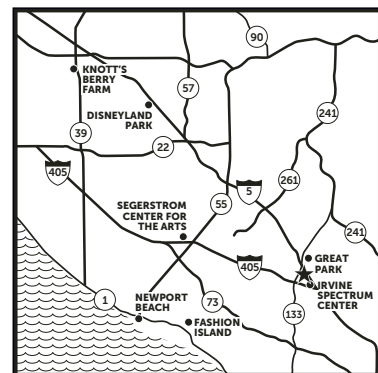 90
KNOTT'S
BERRY
FARM
57
DISNEYLAND
PARK
241
39
22
405
261
5
55
SEGERSTROM
CENTER FOR
THE ARTS
241
GREAT
PARK
405
IRVINE
SPECTRUM
CENTER
1
NEWPORT
BEACH
73
133
FASHION
ISLAND